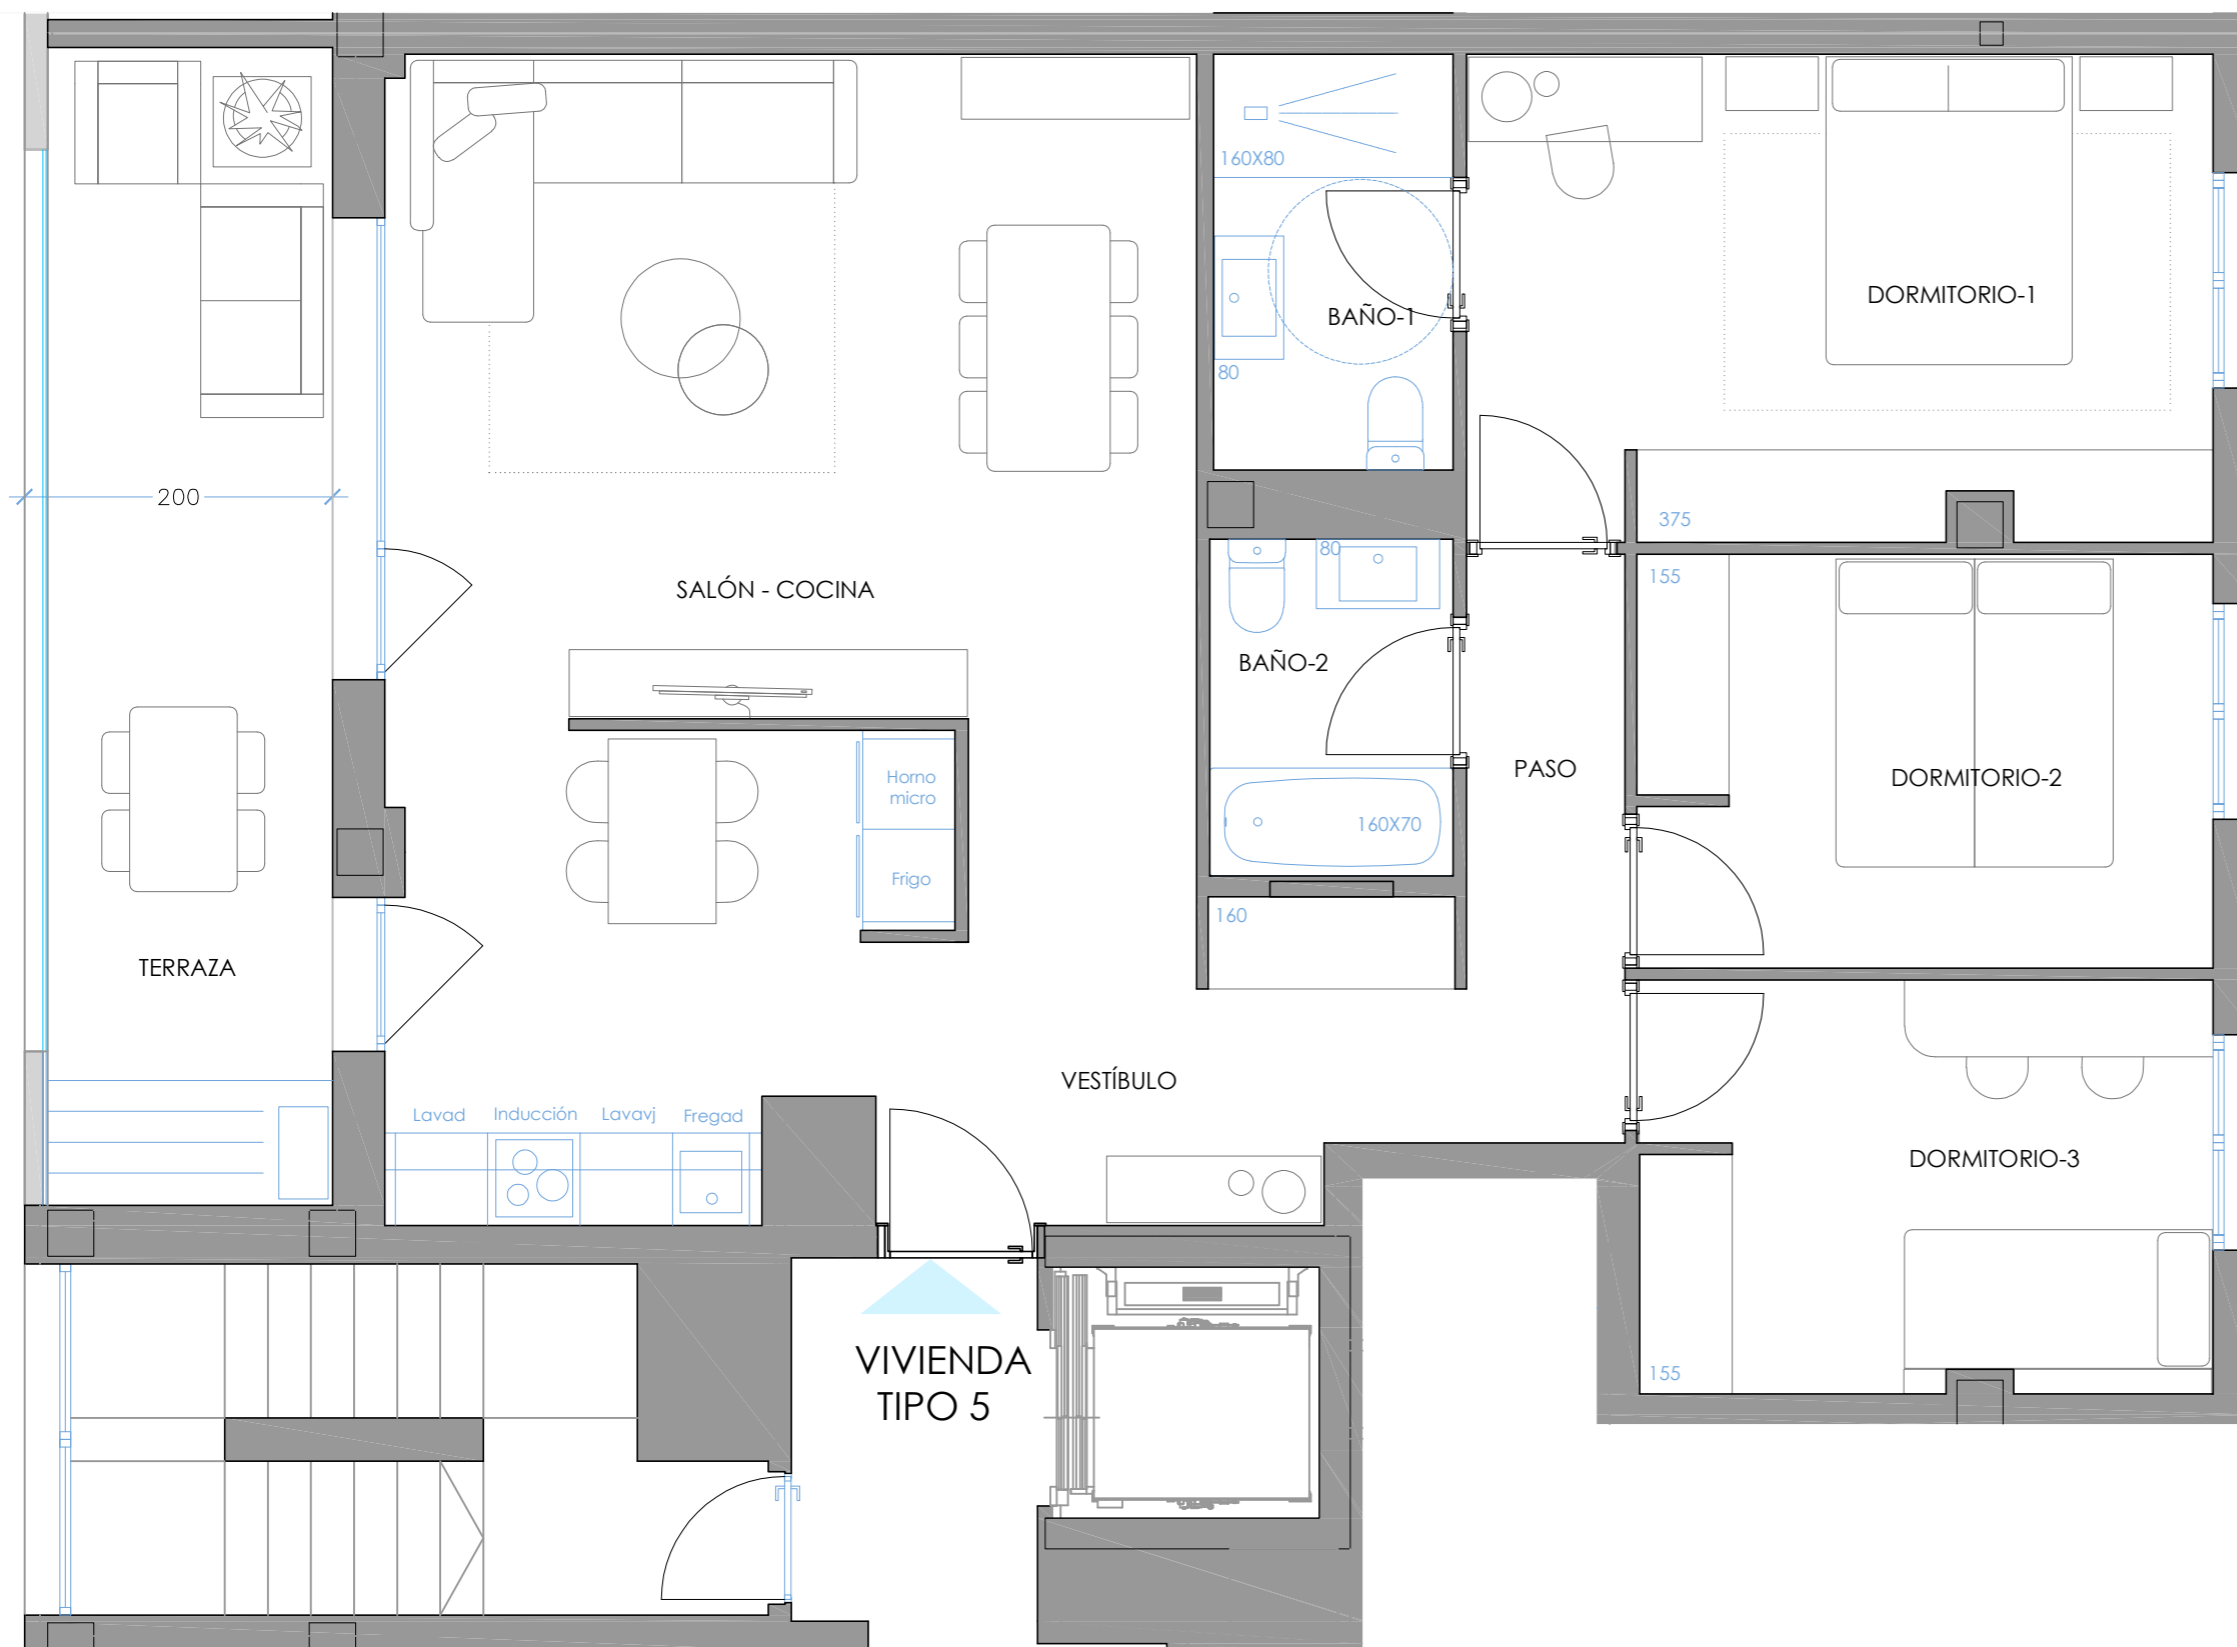 160X80
DORMITORIO-1
BAÑO-1
80
200
375
80
155
SALÓN - COCINA
BAÑO-2
PASO
DORMITORIO-2
Horno
micro
160X70
Frigo
160
TERRAZA
VESTÍBULO
Lavad
Inducción
Lavavj
Fregad
DORMITORIO-3
VIVIENDA
TIPO 5
155